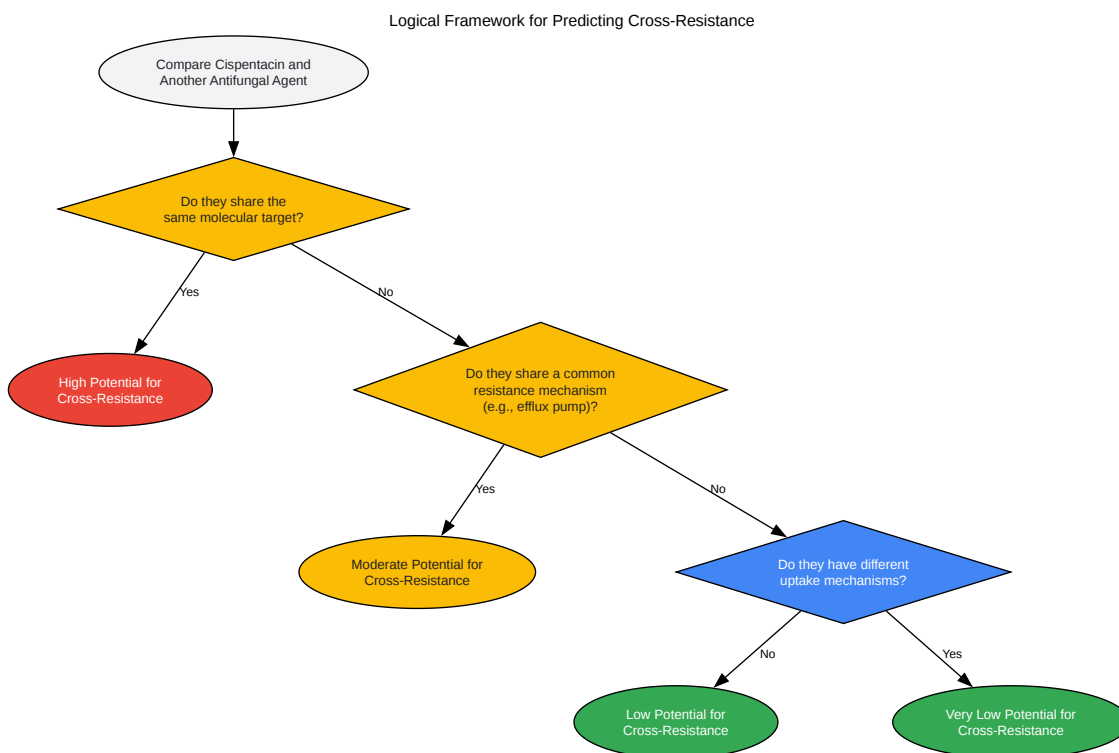 Logical Framework for Predicting Cross-Resistance
Compare Cispentacin and
Another Antifungal Agent
Do they share the
same molecular target?
Yes
No
High Potential for
Cross-Resistance
Do they share a common
resistance mechanism
(e.g., efflux pump)?
Yes
No
Moderate Potential for
Cross-Resistance
Do they have different
uptake mechanisms?
No
Yes
Low Potential for
Cross-Resistance
Very Low Potential for
Cross-Resistance